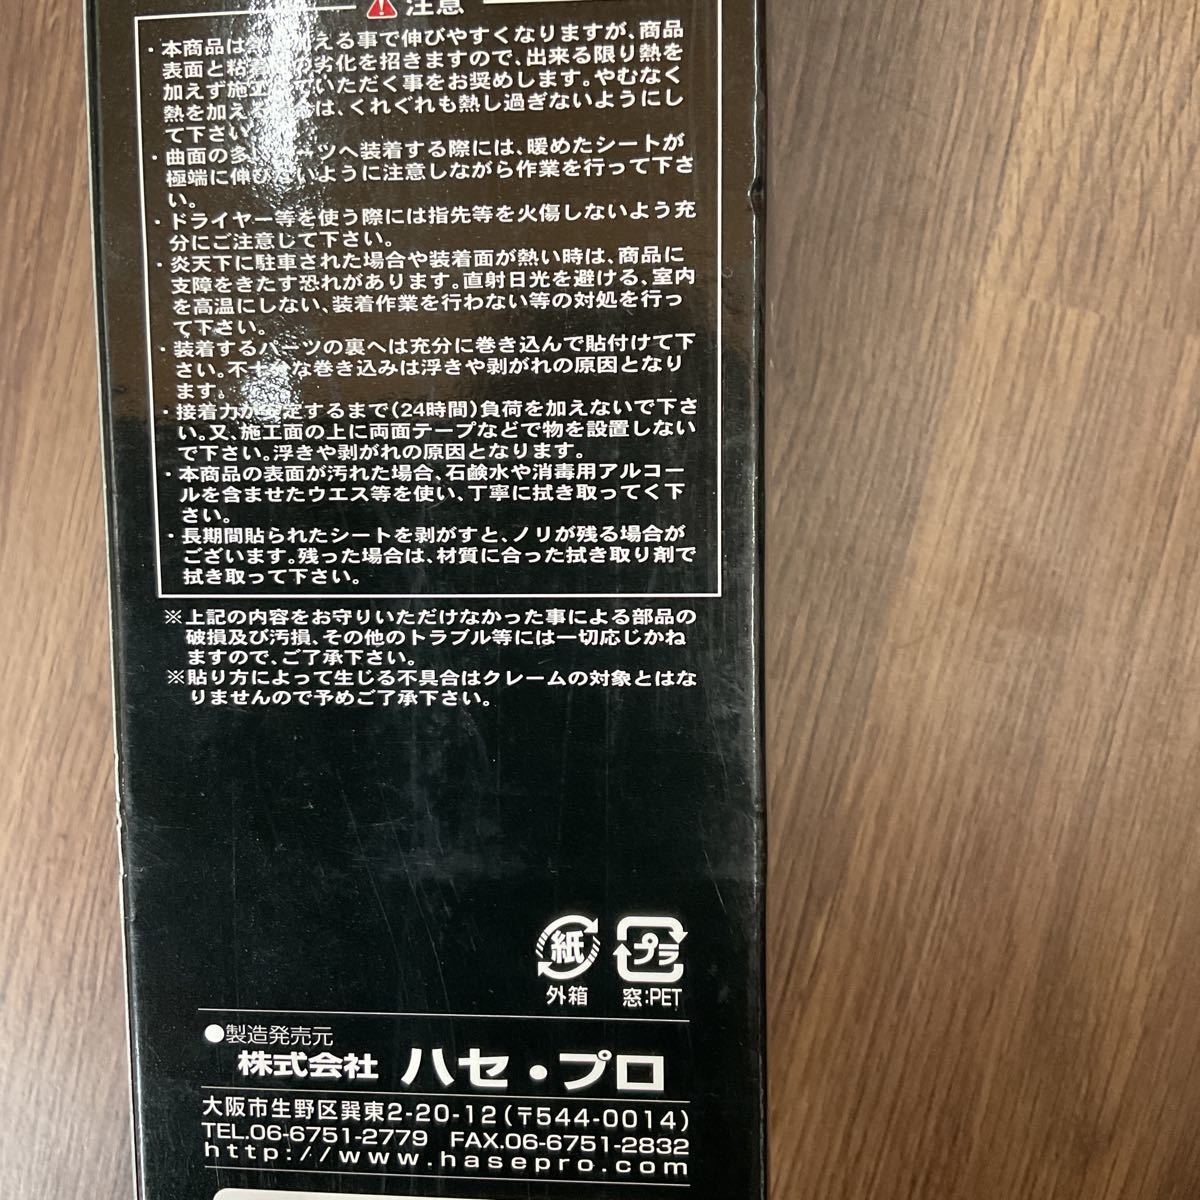 注意
・本商品は 加える事で伸びやすくなりますが、商品
表面と粘着 の劣化を招きますので、出来る限り熱を
加えず施工 ていただく事をお奨めします。やむなく
熱を加える は、くれぐれも熱し過ぎないようにし
て下さい。
・曲面の多い ーツへ装着する際には、暖めたシートが
極端に伸びないように注意しながら作業を行って下さ
い。
・ドライヤー等を使う際には指先等を火傷しないよう充
分にご注意して下さい。
・炎天下に駐車された場合や装着面が熱い時は、商品に
支障をきたす恐れがあります。直射日光を避ける、室内
を高温にしない、装着作業を行わない等の対処を行っ
て下さい。
・装着するパーツの裏へは充分に巻き込んで貼付けて下
さい。不十分な巻き込みは浮きや剥がれの原因となり
ます。
・接着力が安定するまで(24時間)負荷を加えないで下さ
い。又、施工面の上に両面テープなどで物を設置しない
で下さい。浮きや剥がれの原因となります。
・本商品の表面が汚れた場合、石鹸水や消毒用アルコー
ルを含ませたウエス等を使い、丁寧に拭き取ってく下
さい。
・長期間貼られたシートを剥がすと、ノリが残る場合が
ございます。残った場合は、材質に合った拭き取り剤で
拭き取って下さい。
※上記の内容をお守りいただけなかった事による部品の
破損及び汚損、その他のトラブル等には一切応じかね
ますので、ご了承下さい。
※貼り方によって生じる不具合はクレームの対象とはな
りませんので予めご了承下さい。
紙 プラ
外箱 窓:PET
●製造発売元
株式会社 ハセ・プロ
大阪市生野区巽東2-20-12(〒544-0014)
TEL.06-6751-2779 FAX.06-6751-2832
http://www.hasepro.com